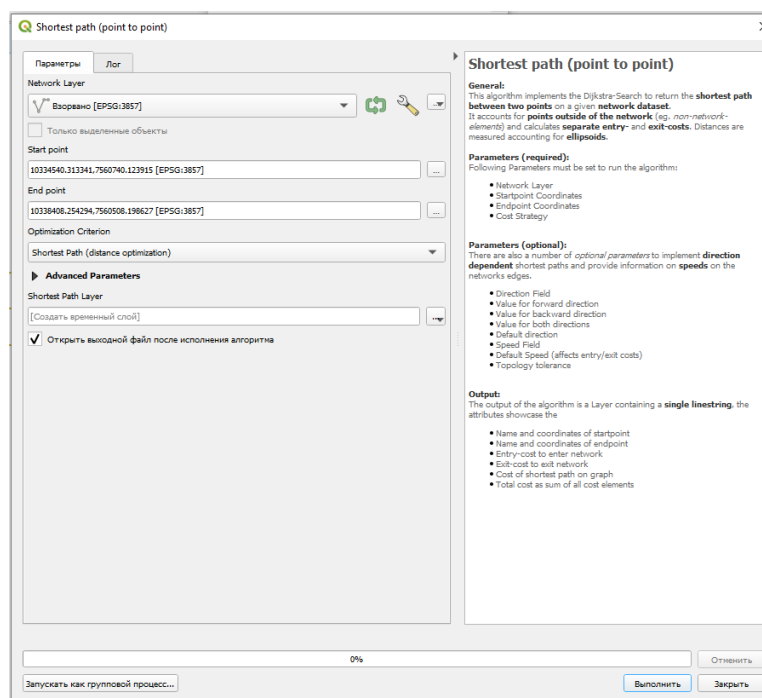 Shortest path (point to point)
Параметры
Лог
Network Layer
Взорвано [EPSG:3857]
...
Только выделенные объекты
Start point
10334540.313341,7560740.123915 [EPSG:3857]
...
End point
10338408.254294,7560508.198627 [EPSG:3857]
...
Optimization Criterion
Shortest Path (distance optimization)
Advanced Parameters
Shortest Path Layer
[Создать временный слой]
...
Открыть выходной файл после исполнения алгоритма
Shortest path (point to point)
General:
This algorithm implements the Dijkstra-Search to return the shortest path
between two points on a given network dataset.
It accounts for points outside of the network (eg. non-network-
elements) and calculates separate entry- and exit-costs. Distances are
measured accounting for ellipsoids.
Parameters (required):
Following Parameters must be set to run the algorithm:
• Network Layer
• Startpoint Coordinates
• Endpoint Coordinates
• Cost Strategy
Parameters (optional):
There are also a number of optional parameters to implement direction
dependent shortest paths and provide information on speeds on the
networks edges.
• Direction Field
• Value for forward direction
• Value for backward direction
• Value for both directions
• Default direction
• Speed Field
• Default Speed (affects entry/exit costs)
• Topology tolerance
Output:
The output of the algorithm is a Layer containing a single linestring, the
attributes showcase the
• Name and coordinates of startpoint
• Name and coordinates of endpoint
• Entry-cost to enter network
• Exit-cost to exit network
• Cost of shortest path on graph
• Total cost as sum of all cost elements
0%
Отменить
Запускать как групповой процесс...
Выполнить
Закрыть